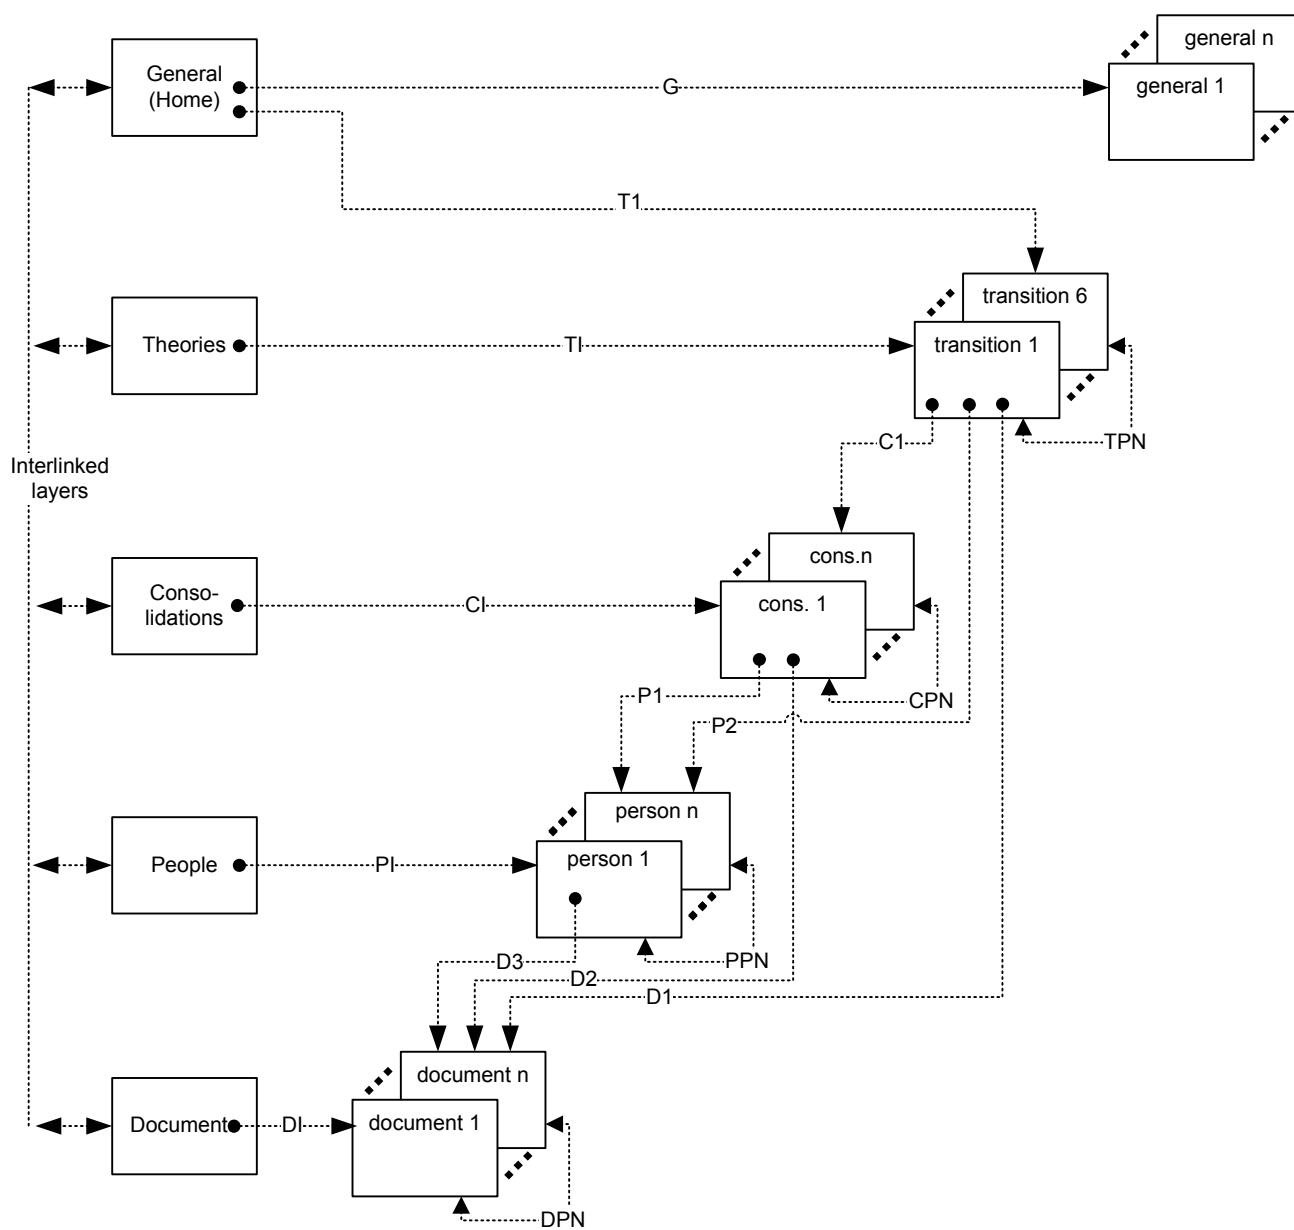 general n
General
(Home)
G
general 1
T1
transition 6
Theories
TI
transition 1
C1
TPN
Interlinked
layers
cons.n
Conso-
lidations
CI
cons. 1
P1
CPN
P2
person n
People
PI
person 1
D3
PPN
D2
D1
document n
Document
DI
document 1
DPN